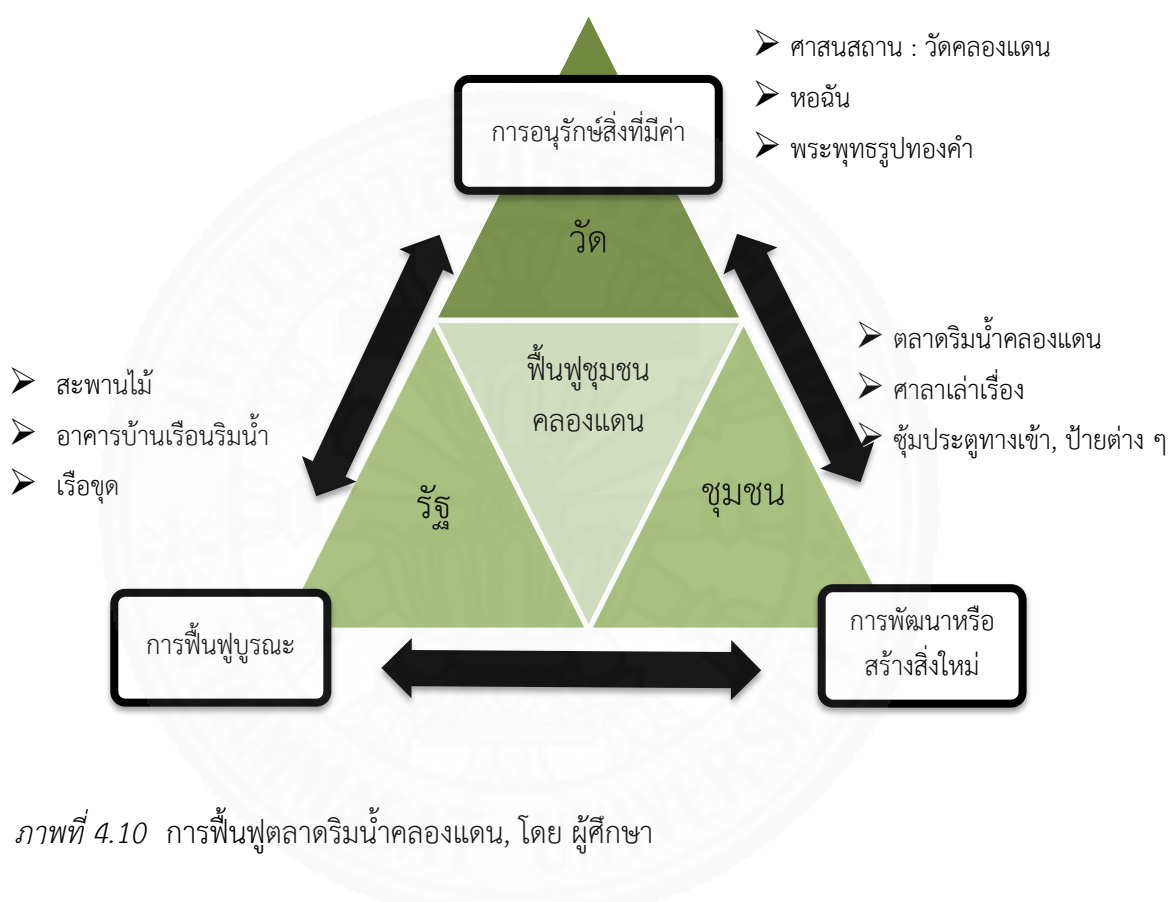 ศาสนสถาน : วัดคลองแดน
หอฉัน
พระพุทธรูปทองคำ
การอนุรักษ์สิ่งที่มีค่า
วัด
ตลาดริมน้ำคลองแดน
ศาลาเล่าเรื่อง
ซุ้มประตูทางเข้า, ป้ายต่าง ๆ
สะพานไม้
อาคารบ้านเรือนริมน้ำ
เรือขุด
ฟื้นฟูชุมชน
คลองแดน
รัฐ
ชุมชน
การฟื้นฟูบูรณะ
การพัฒนาหรือ
สร้างสิ่งใหม่
ภาพที่ 4.10 การฟื้นฟูตลาดริมน้ำคลองแดน, โดย ผู้ศึกษา